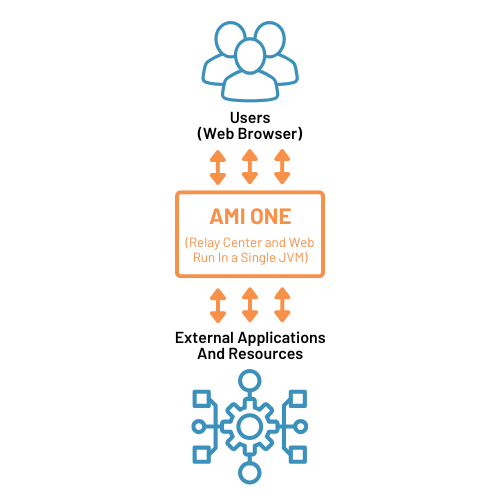 Users
(Web Browser)
AMI ONE
(Relay Center and Web
Run In a Single JVM)
External Applications
And Resources